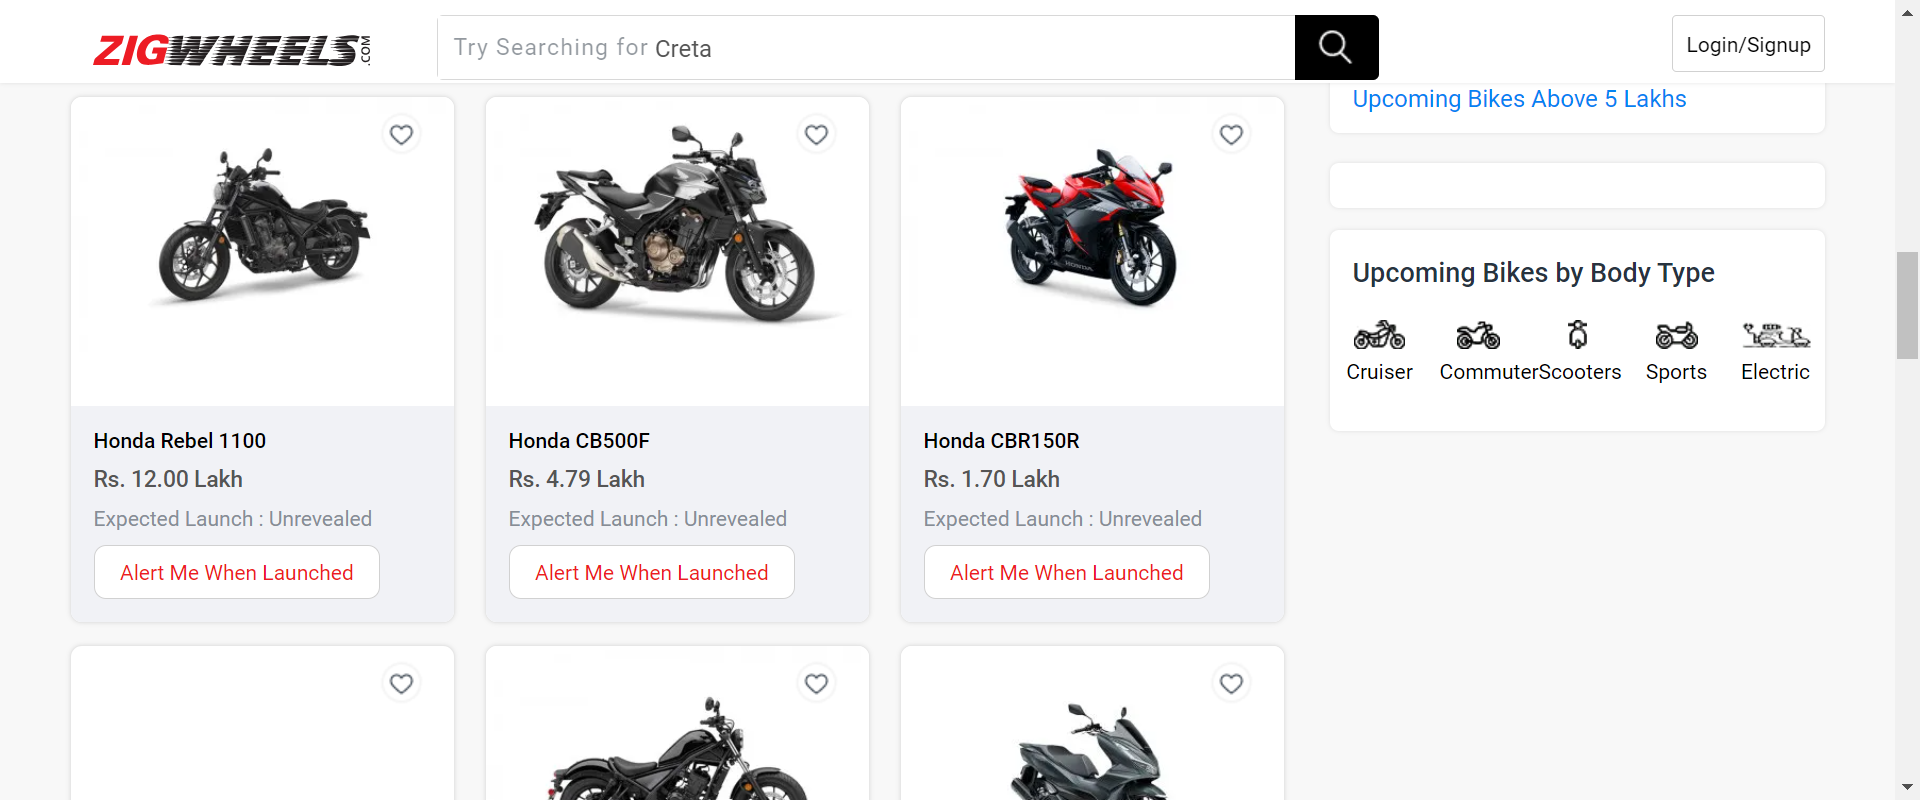 ZIGWHEELS.COM
Try Searching for Creta
Login/Signup
Upcoming Bikes Above 5 Lakhs
Honda Rebel 1100
Rs. 12.00 Lakh
Expected Launch : Unrevealed
Alert Me When Launched
Honda CB500F
Rs. 4.79 Lakh
Expected Launch : Unrevealed
Alert Me When Launched
HONDA
Honda CBR150R
Rs. 1.70 Lakh
Expected Launch : Unrevealed
Alert Me When Launched
Upcoming Bikes by Body Type
Cruiser
Commuter
Scooters
Sports
Electric